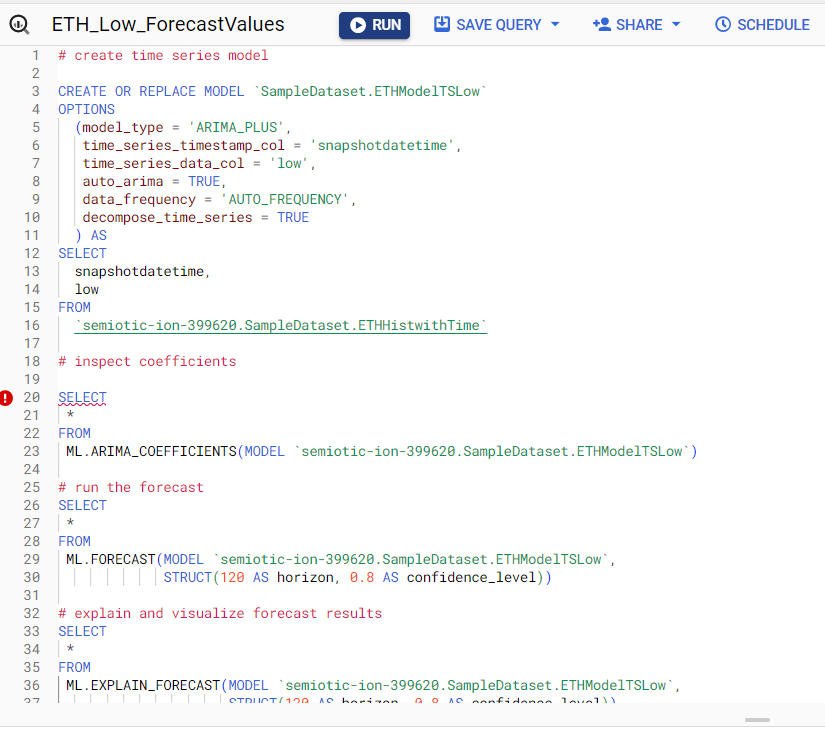 ETH_Low_ForecastValues RUN SAVE QUERY SHARE SCHEDULE
1 # create time series model
2
3 CREATE OR REPLACE MODEL `SampleDataset.ETHModelTSLow`
4 OPTIONS
5 (model_type = 'ARIMA_PLUS',
6 time_series_timestamp_col = 'snapshotdatetime',
7 time_series_data_col = 'low',
8 auto_arima = TRUE,
9 data_frequency = 'AUTO_FREQUENCY',
10 decompose_time_series = TRUE
11 ) AS
12 SELECT
13 snapshotdatetime,
14 low
15 FROM
16 `semiotic-ion-399620.SampleDataset.ETHHistwithTime`
17
18 # inspect coefficients
19
20 SELECT
21 *
22 FROM
23 ML.ARIMA_COEFFICIENTS(MODEL `semiotic-ion-399620.SampleDataset.ETHModelTSLow`)
24
25 # run the forecast
26 SELECT
27 *
28 FROM
29 ML.FORECAST(MODEL `semiotic-ion-399620.SampleDataset.ETHModelTSLow`,
30 STRUCT(120 AS horizon, 0.8 AS confidence_level))
31
32 # explain and visualize forecast results
33 SELECT
34 *
35 FROM
36 ML.EXPLAIN_FORECAST(MODEL `semiotic-ion-399620.SampleDataset.ETHModelTSLow`,
37 STRUCT(120 AS horizon, 0.8 AS confidence_level))